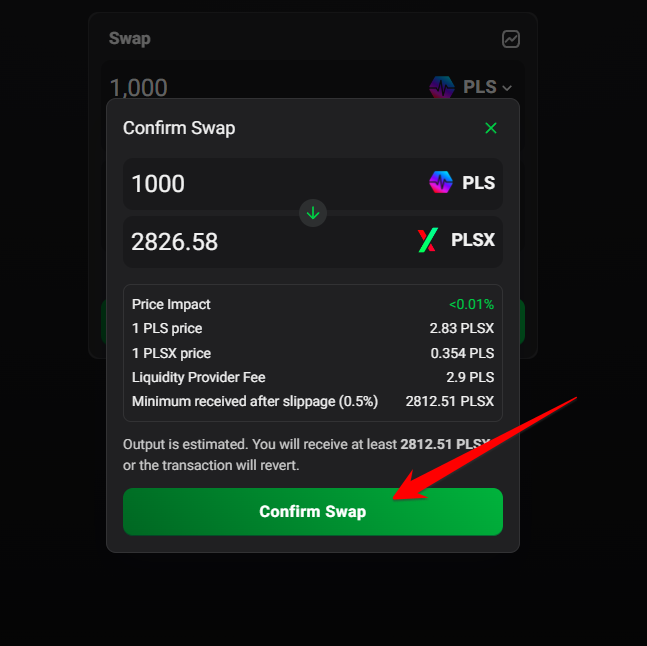 Swap
1,000 PLS
Confirm Swap
1000 PLS
2826.58 PLSX
Price Impact <0.01%
1 PLS price 2.83 PLSX
1 PLSX price 0.354 PLS
Liquidity Provider Fee 2.9 PLS
Minimum received after slippage (0.5%) 2812.51 PLSX
Output is estimated. You will receive at least 2812.51 PLSX
or the transaction will revert.
Confirm Swap